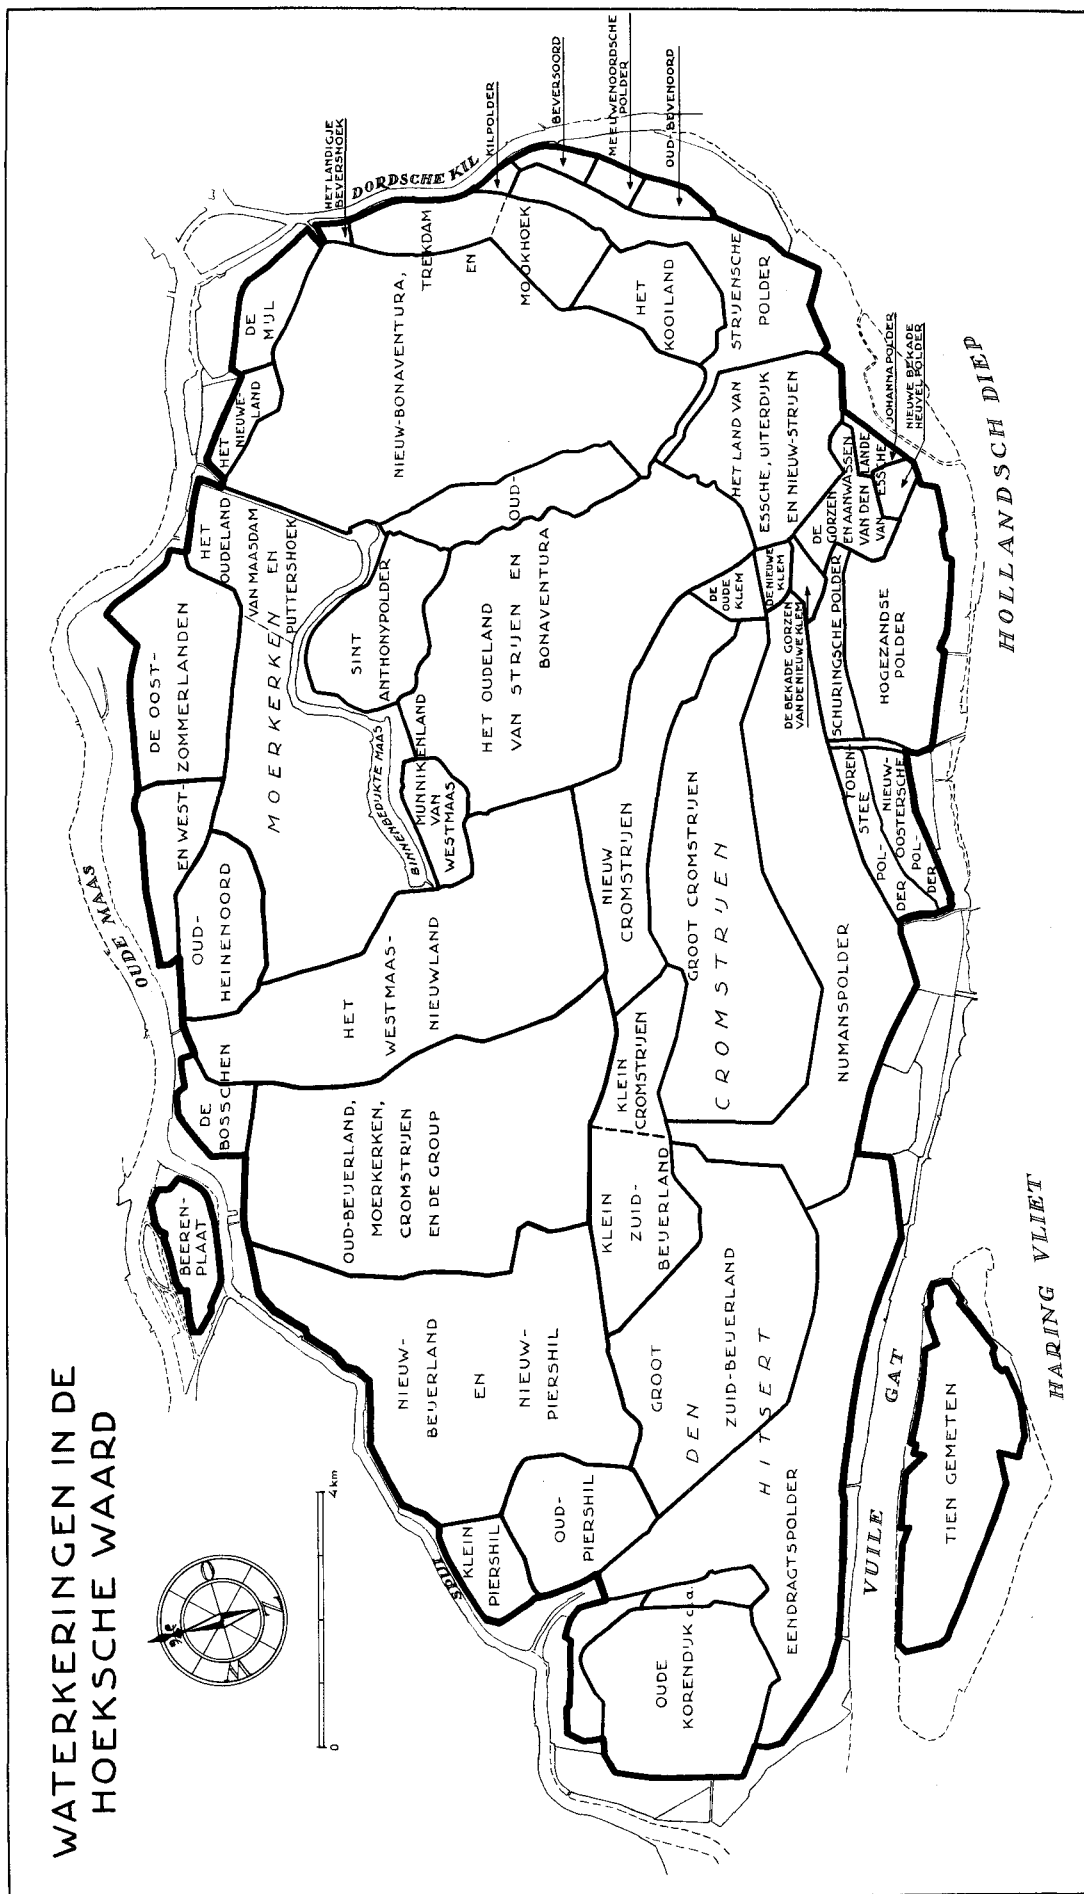 WATERKERINGEN IN DE
HOEKSCHE WAARD
O
Z
W
0
4 km
OUDE MAAS
SPUI
DORDSCHE KIL
HOLLANDSCH DIEP
HARING VLIET
VUILE GAT
BINNENBEDIJKTE MAAS
BEEREN-
PLAAT
DE
BOSSCHEN
OUD-
HEINENOORD
DE OOST-
EN WEST-
ZOMMERLANDEN
HET
OUDELAND
VAN MAASDAM
EN
PUTTERSHOEK
MOERKERKEN
HET
NIEUWE-
LAND
DE
MIJL
HET LANDIGJE
BEVERSHOEK
KILPOLDER
BEVERSOORD
MEEUWENOORDSCHE
POLDER
OUD-BEVENOORD
NIEUW-BONAVENTURA,
TREKDAM
EN
MOOKHOEK
HET
KOOILAND
STRIJENSCHE
POLDER
SINT
ANTHONYPOLDER
OUD-
HET OUDELAND
VAN STRIJEN EN
BONAVENTURA
MUNNIKENLAND
VAN
WESTMAAS
HET
WESTMAAS-
NIEUWLAND
OUD-BEIJERLAND,
MOERKERKEN,
CROMSTRIJEN
EN DE GROUP
NIEUW-
BEIJERLAND
EN
NIEUW-
PIERSHIL
KLEIN
PIERSHIL
OUD-
PIERSHIL
OUDE
KORENDIJK c.a.
EENDRAGTSPOLDER
GROOT
ZUID-BEIJERLAND
DEN
HITSERT
KLEIN
ZUID-
BEIJERLAND
KLEIN
CROMSTRIJEN
NIEUW
CROMSTRIJEN
GROOT CROMSTRIJEN
CROMSTRIJEN
NUMANSPOLDER
DE
OUDE
KLEM
DE NIEUWE
KLEM
DE BEKADE GORZEN
VAN DE NIEUWE KLEM
HET LAND VAN
ESSCHE, UITERDIJK
EN NIEUW-STRIJEN
DE
GORZEN
EN AANWASSEN
VAN DEN LANDE
VAN ESSCHE
JOHANNAPOLDER
NIEUWE BEKADE
HEUVELPOLDER
SCHURINGSCHE POLDER
HOGEZANDSE
POLDER
TOREN-
STEE
POL-
DER
NIEUW-
OOSTERSCHE
POL-
DER
TIEN GEMETEN